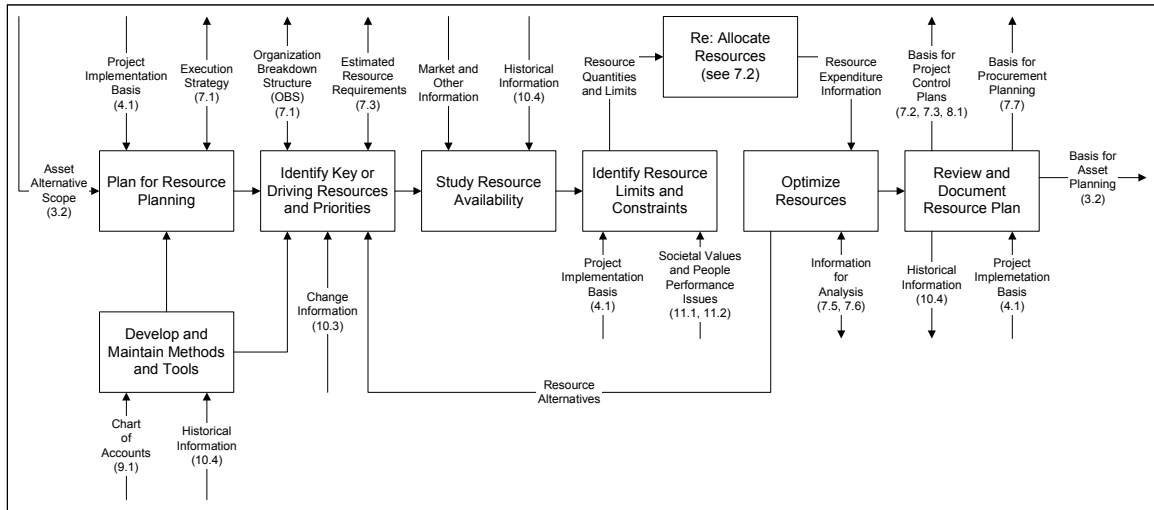 Project
Implementation
Basis
(4.1)
Execution
Strategy
(7.1)
Organization
Breakdown
Structure
(OBS)
(7.1)
Estimated
Resource
Requirements
(7.3)
Market and
Other
Information
Historical
Information
(10.4)
Resource
Quantities
and Limits
Re: Allocate
Resources
(see 7.2)
Resource
Expenditure
Information
Basis for
Project
Control
Plans
(7.2, 7.3, 8.1)
Basis for
Procurement
Planning
(7.7)
Asset
Alternative
Scope
(3.2)
Plan for Resource
Planning
Identify Key or
Driving Resources
and Priorities
Study Resource
Availability
Identify Resource
Limits and
Constraints
Optimize
Resources
Review and
Document
Resource Plan
Basis for
Asset
Planning
(3.2)
Develop and
Maintain Methods
and Tools
Change
Information
(10.3)
Project
Implementation
Basis
(4.1)
Societal Values
and People
Performance
Issues
(11.1, 11.2)
Information
for
Analysis
(7.5, 7.6)
Historical
Information
(10.4)
Project
Implemetation
Basis
(4.1)
Resource
Alternatives
Chart
of
Accounts
(9.1)
Historical
Information
(10.4)